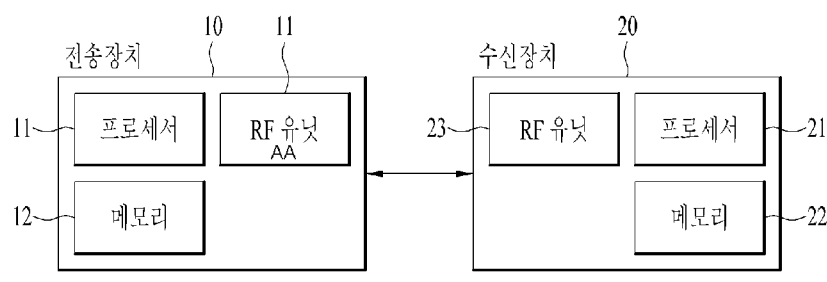 전송장치
10
11
수신장치
20
11
프로세서
RF 유닛
AA
23
RF 유닛
프로세서
21
12
메모리
메모리
22